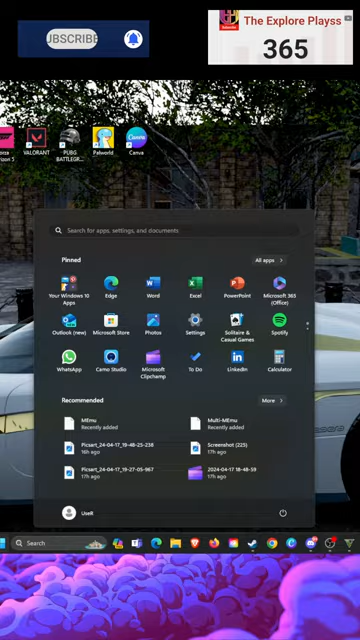 UBSCRIBE
The Explore Playss
365
rza
rizon 5
VALORANT
PUBG
BATTLEGR...
Palworld
Canva
Search for apps, settings, and documents
Pinned
All apps
Your Windows 10
Apps
Edge
Word
Excel
PowerPoint
Microsoft 365
(Office)
Outlook (new)
Microsoft Store
Photos
Settings
Solitaire &
Casual Games
Spotify
WhatsApp
Camo Studio
Microsoft
Clipchamp
To Do
LinkedIn
Calculator
Recommended
More
MEmu
Recently added
Multi-MEmu
Recently added
Picsart_24-04-17_19-48-25-238
16h ago
Screenshot (225)
17h ago
Picsart_24-04-17_19-27-05-967
17h ago
2024-04-17 18-48-59
17h ago
UseR
Search